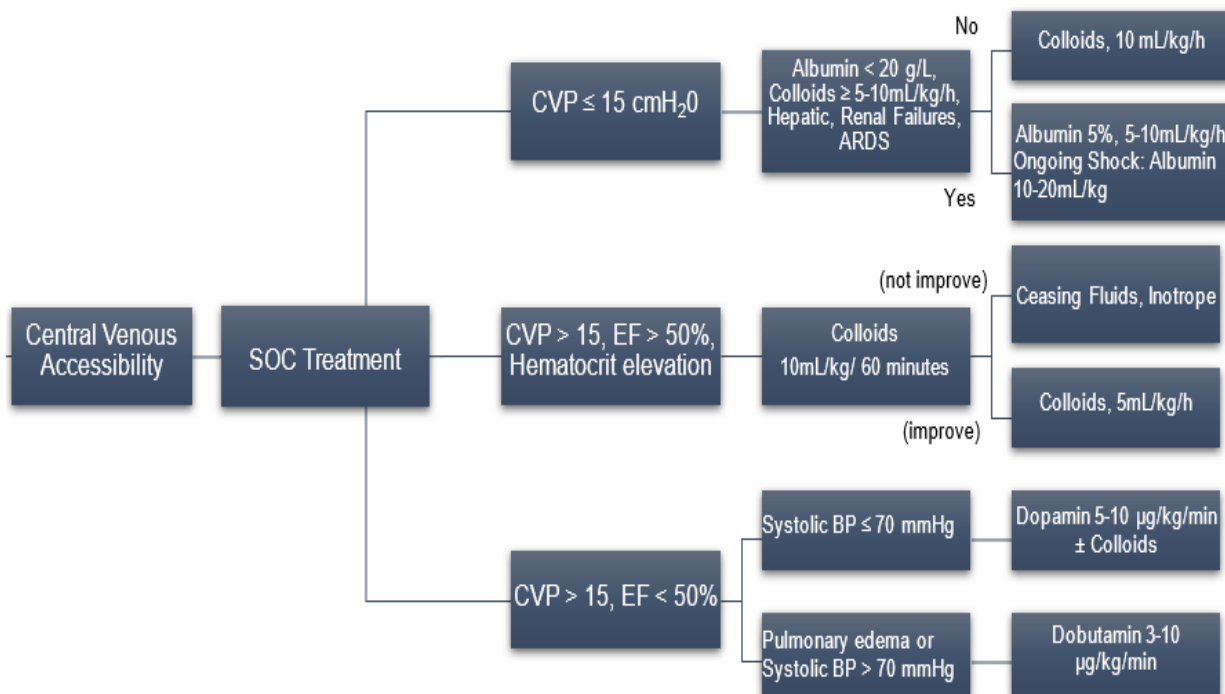 Central Venous
Accessibility
SOC Treatment
CVP ≤ 15 cmH₂0
Albumin < 20 g/L,
Colloids ≥ 5-10mL/kg/h,
Hepatic, Renal Failures,
ARDS
No
Colloids, 10 mL/kg/h
Yes
Albumin 5%, 5-10mL/kg/h
Ongoing Shock: Albumin
10-20mL/kg
CVP > 15, EF > 50%,
Hematocrit elevation
Colloids
10mL/kg/ 60 minutes
(not improve)
Ceasing Fluids, Inotrope
(improve)
Colloids, 5mL/kg/h
CVP > 15, EF < 50%
Systolic BP ≤ 70 mmHg
Dopamin 5-10 µg/kg/min
± Colloids
Pulmonary edema or
Systolic BP > 70 mmHg
Dobutamin 3-10
µg/kg/min